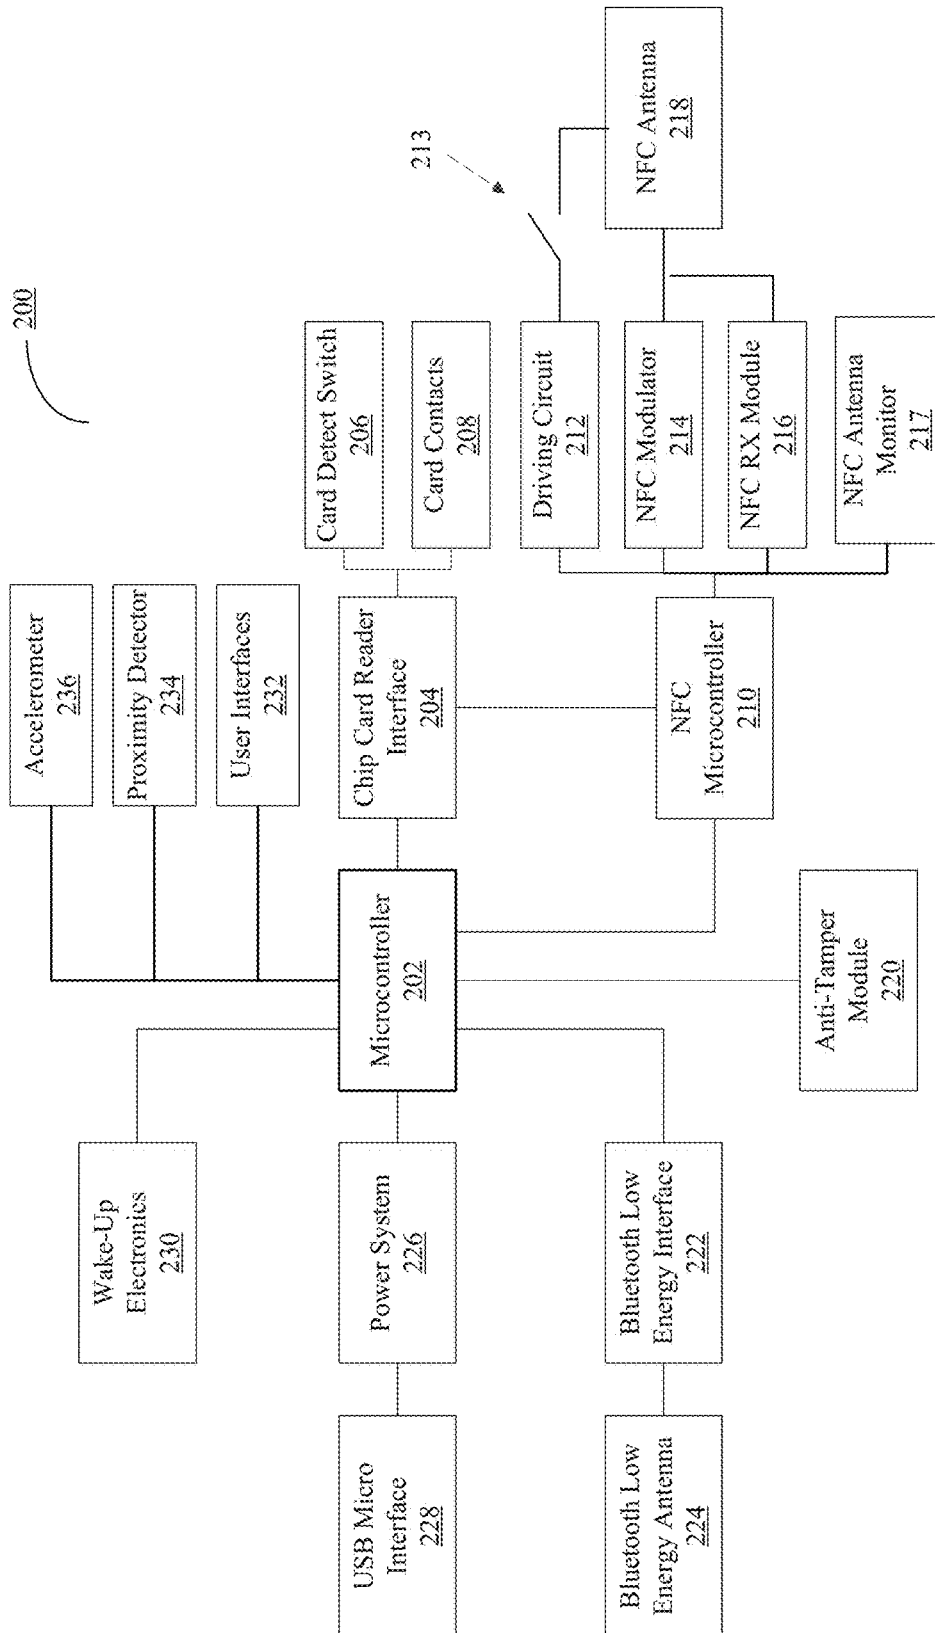 200
Accelerometer
236
Proximity Detector
234
User Interfaces
232
Wake-Up
Electronics
230
Card Detect Switch
206
Card Contacts
208
Chip Card Reader
Interface
204
Microcontroller
202
Power System
226
USB Micro
Interface
228
213
Driving Circuit
212
NFC Modulator
214
NFC RX Module
216
NFC Antenna
Monitor
217
NFC Antenna
218
NFC
Microcontroller
210
Bluetooth Low
Energy Interface
222
Bluetooth Low
Energy Antenna
224
Anti-Tamper
Module
220